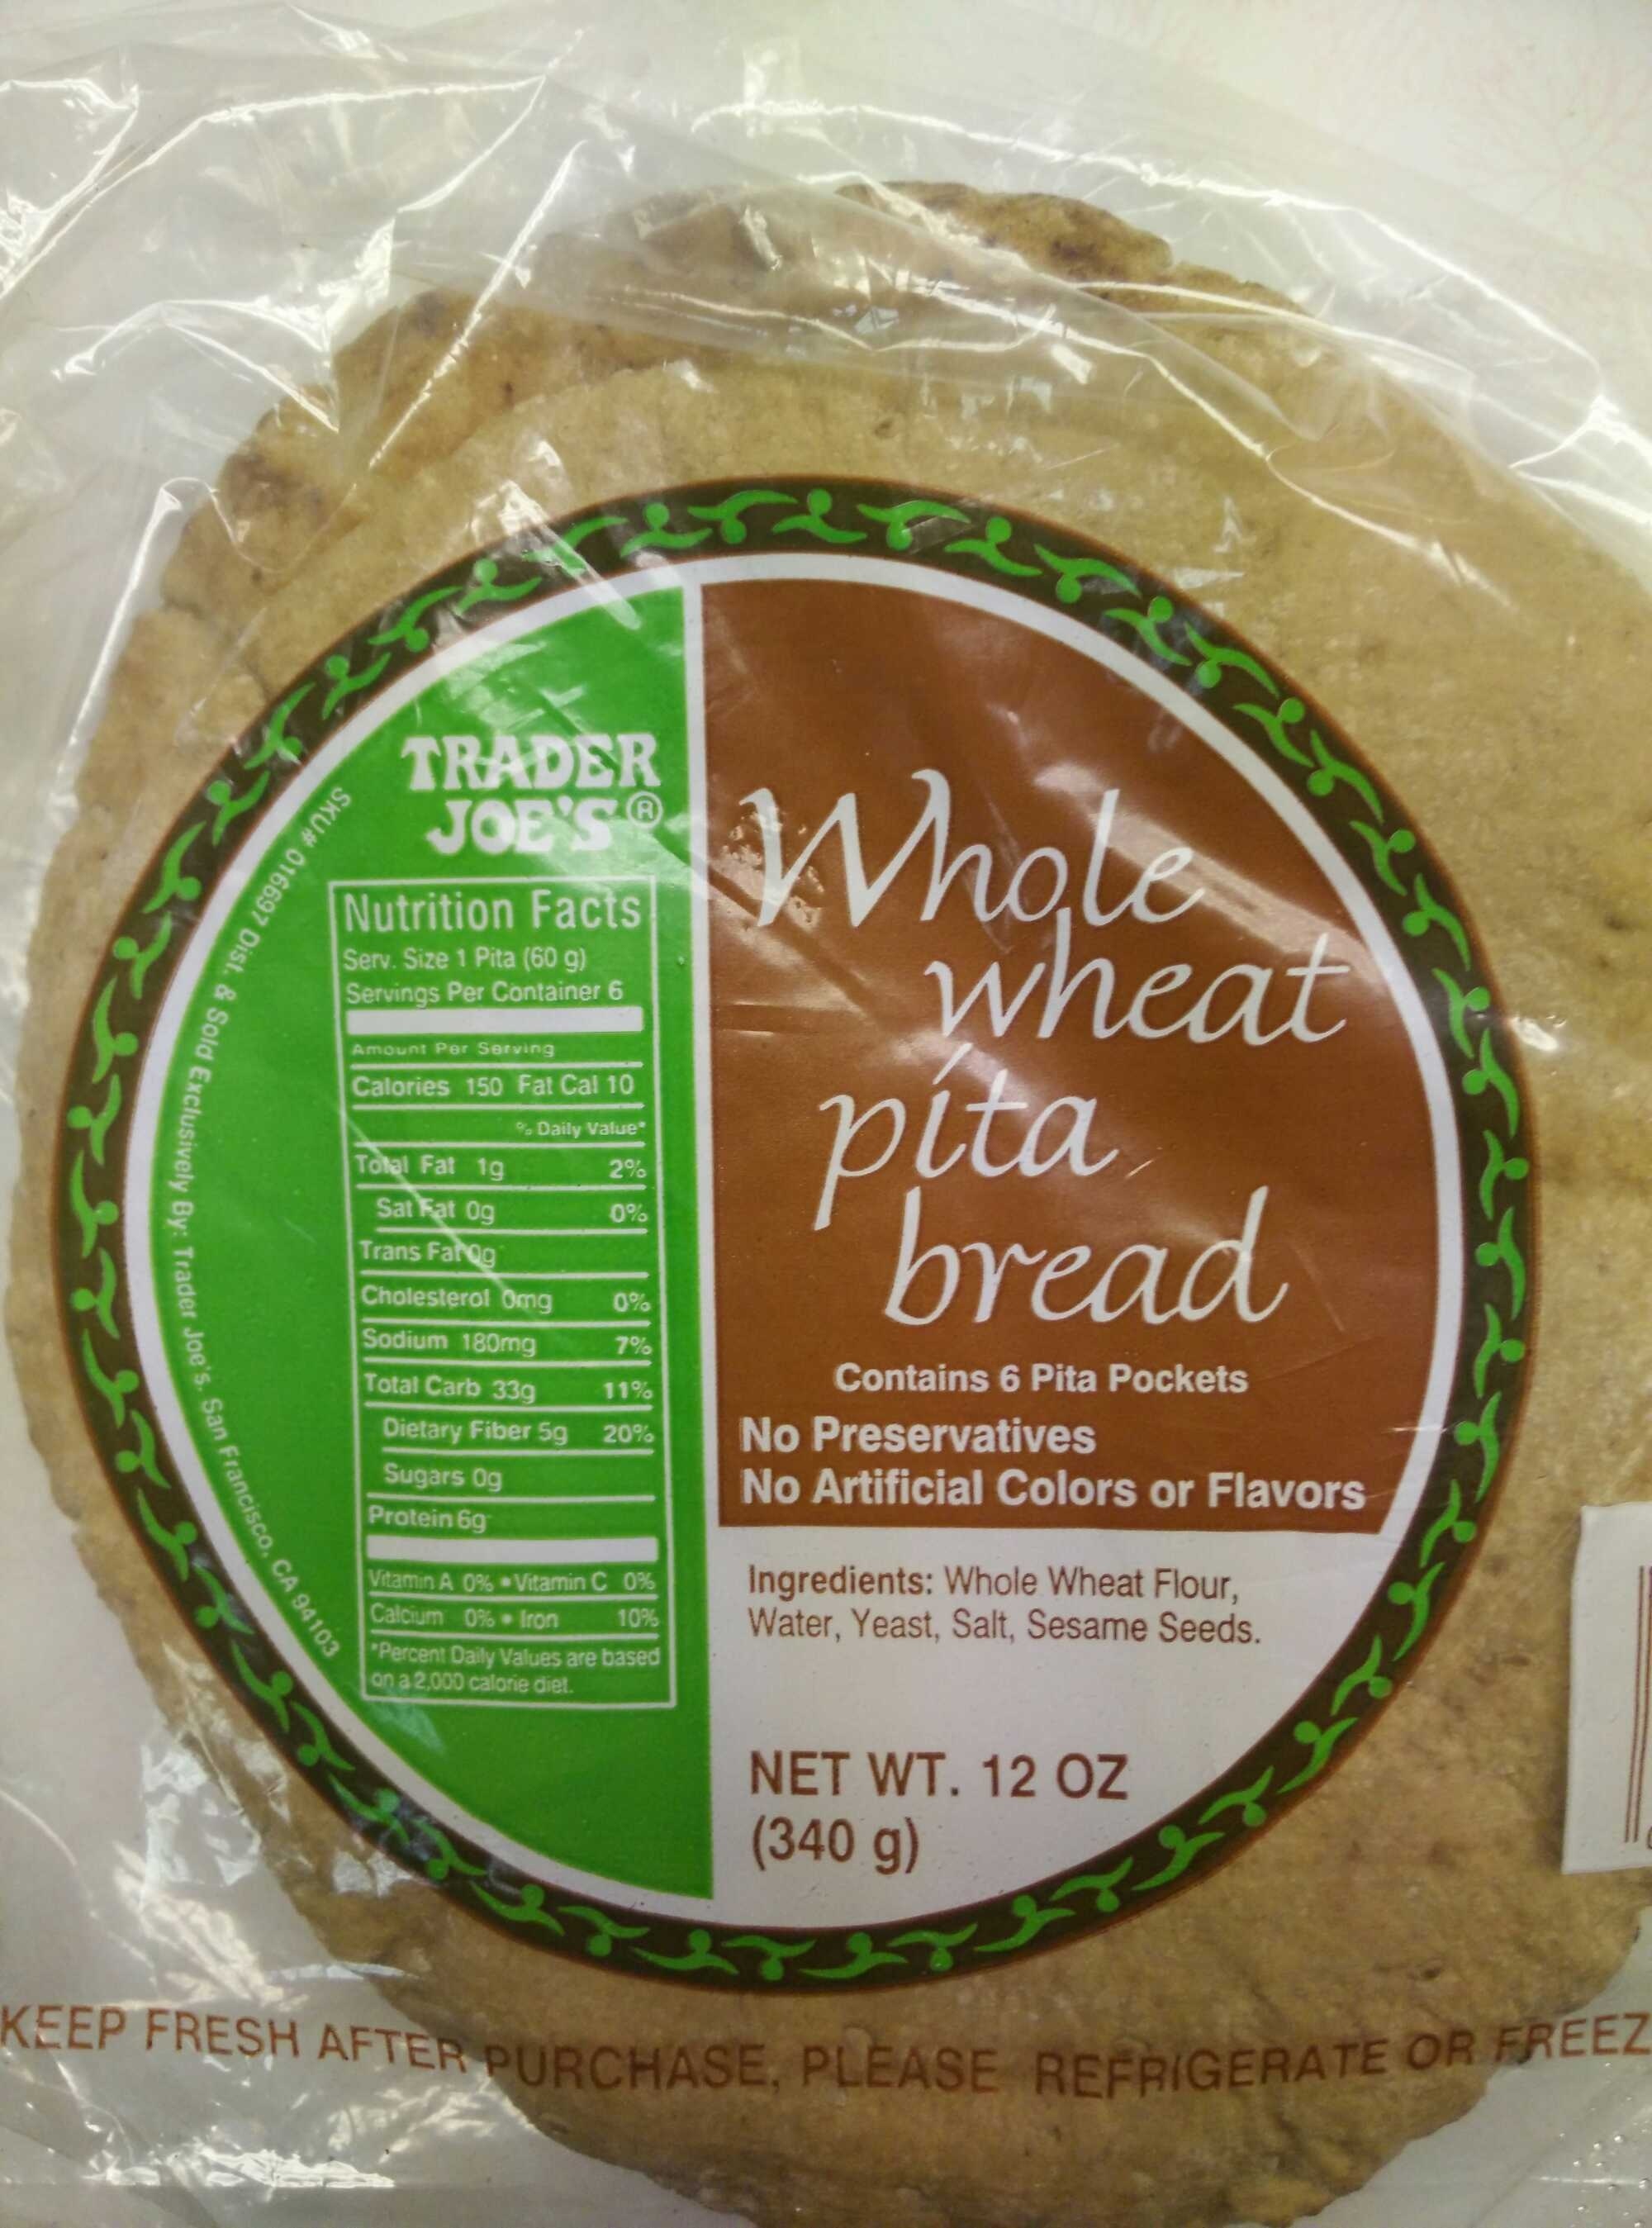 TRADER
JOE'S®
SKU# 016697 Dist. & Sold Exclusively By: Trader Joe's, San Francisco, CA 94103
Nutrition Facts
Serv. Size 1 Pita (60 g)
Servings Per Container 6
Amount Per Serving
Calories 150 Fat Cal 10
% Daily Value*
Total Fat 1g 2%
Sat Fat 0g 0%
Trans Fat 0g
Cholesterol 0mg 0%
Sodium 180mg 7%
Total Carb 33g 11%
Dietary Fiber 5g 20%
Sugars 0g
Protein 6g
Vitamin A 0% • Vitamin C 0%
Calcium 0% • Iron 10%
*Percent Daily Values are based
on a 2,000 calorie diet.
Whole
wheat
pita
bread
Contains 6 Pita Pockets
No Preservatives
No Artificial Colors or Flavors
Ingredients: Whole Wheat Flour,
Water, Yeast, Salt, Sesame Seeds.
NET WT. 12 OZ
(340 g)
KEEP FRESH AFTER PURCHASE, PLEASE REFRIGERATE OR FREEZ